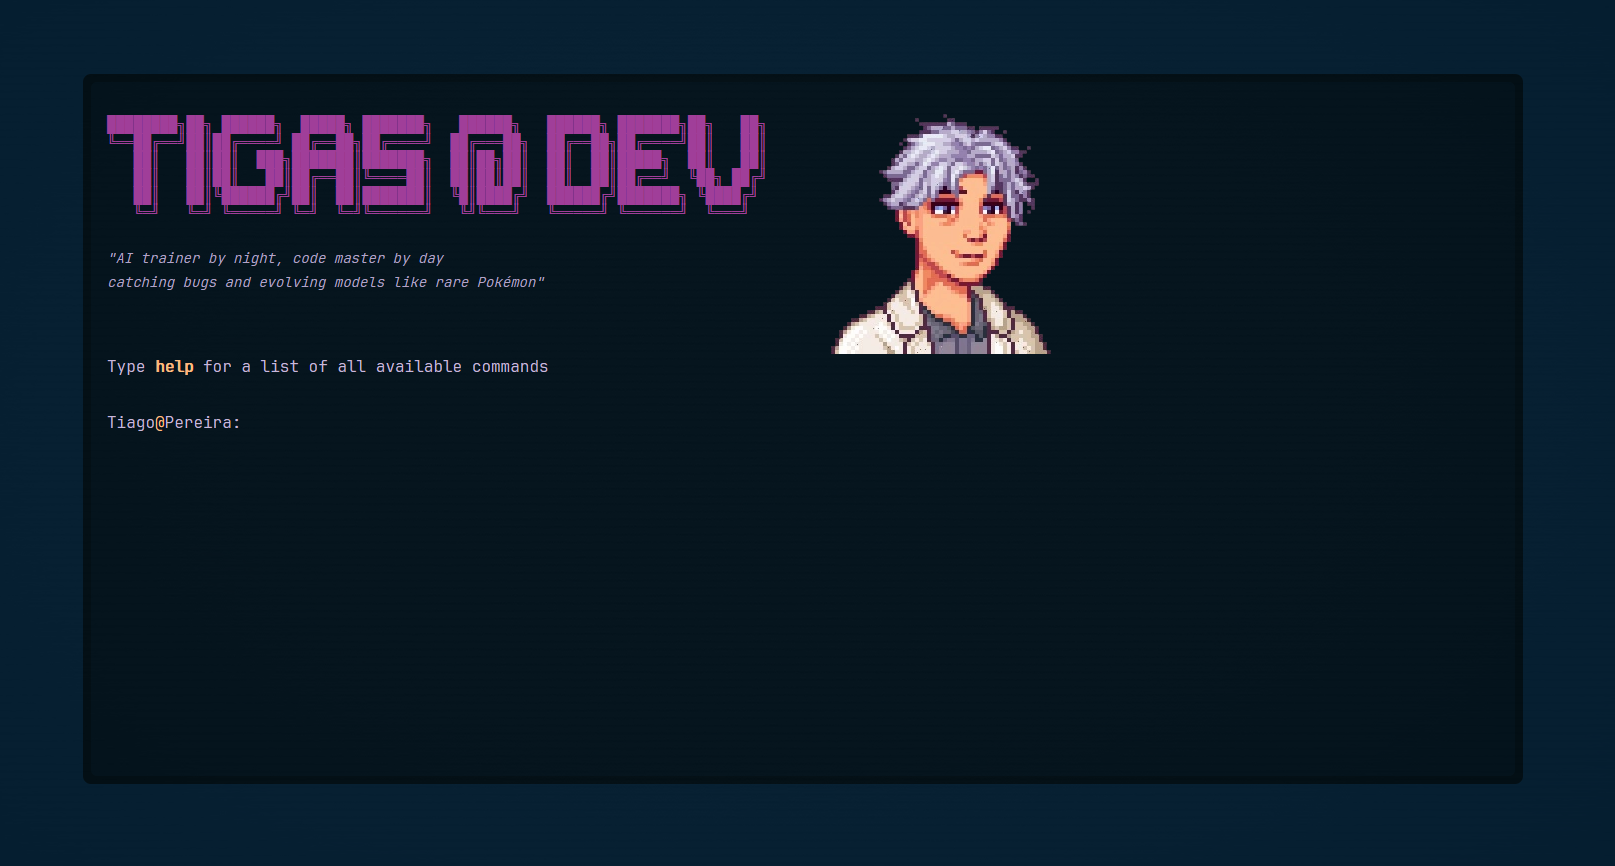 TIGAS @ DEV
"AI trainer by night, code master by day
catching bugs and evolving models like rare Pokémon"
Type help for a list of all available commands
Tiago@Pereira: